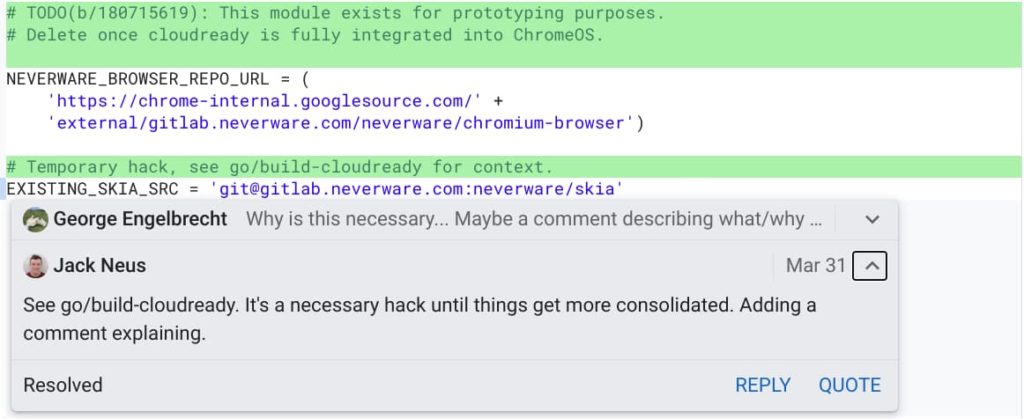 # TODO(b/180715619): This module exists for prototyping purposes.
# Delete once cloudready is fully integrated into ChromeOS.
NEVERWARE_BROWSER_REPO_URL = (
    'https://chrome-internal.googlesource.com/' +
    'external/gitlab.neverware.com/neverware/chromium-browser')
# Temporary hack, see go/build-cloudready for context.
EXISTING_SKIA_SRC = 'git@gitlab.neverware.com:neverware/skia'
George Engelbrecht Why is this necessary... Maybe a comment describing what/why ...
Jack Neus Mar 31
See go/build-cloudready. It's a necessary hack until things get more consolidated. Adding a
comment explaining.
Resolved REPLY QUOTE